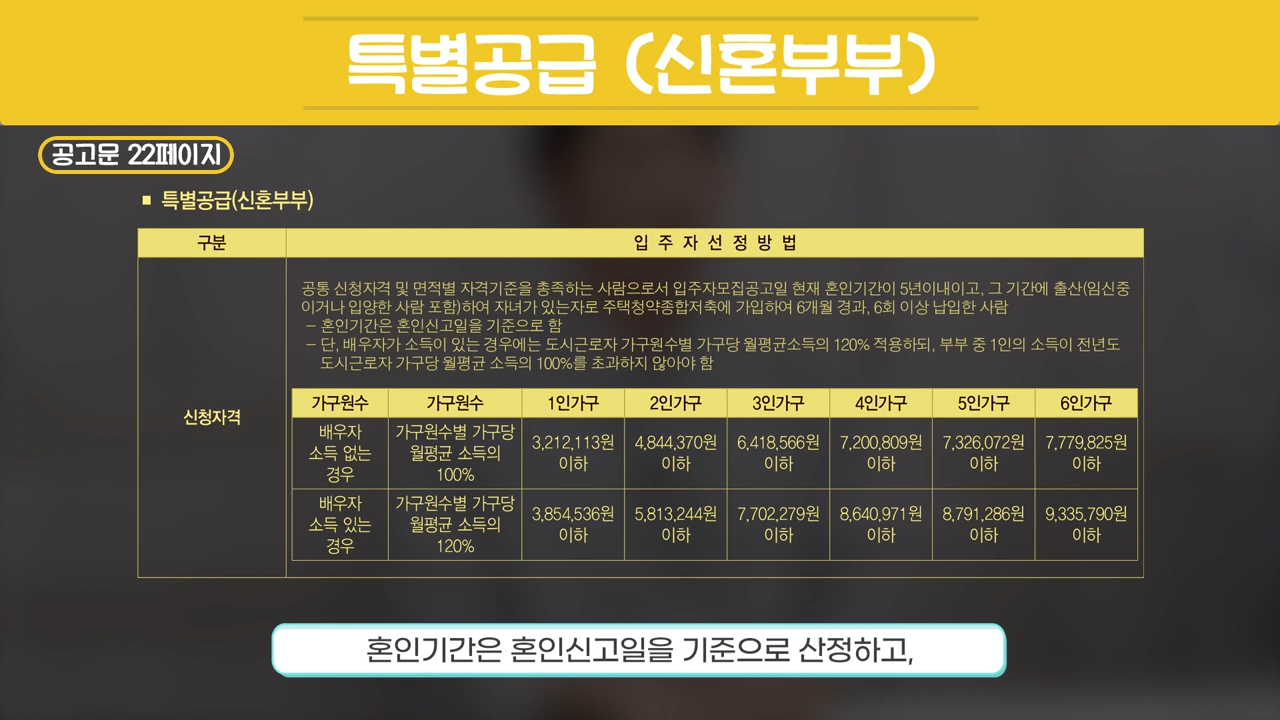 특별공급 (신혼부부)
공고문 22페이지
■ 특별공급(신혼부부)
구분
입 주 자 선 정 방 법
신청자격
공통 신청자격 및 면적별 자격기준을 충족하는 사람으로서 입주자모집공고일 현재 혼인기간이 5년이내이고, 그 기간에 출산(임신중
이거나 입양한 사람 포함)하여 자녀가 있는자로 주택청약종합저축에 가입하여 6개월 경과, 6회 이상 납입한 사람
– 혼인기간은 혼인신고일을 기준으로 함
– 단, 배우자가 소득이 있는 경우에는 도시근로자 가구원수별 가구당 월평균소득의 120% 적용하되, 부부 중 1인의 소득이 전년도
도시근로자 가구당 월평균 소득의 100%를 초과하지 않아야 함
가구원수 가구원수 1인가구 2인가구 3인가구 4인가구 5인가구 6인가구
배우자
소득 없는
경우
가구원수별 가구당
월평균 소득의
100%
3,212,113원
이하
4,844,370원
이하
6,418,566원
이하
7,200,809원
이하
7,326,072원
이하
7,779,825원
이하
배우자
소득 있는
경우
가구원수별 가구당
월평균 소득의
120%
3,854,536원
이하
5,813,244원
이하
7,702,279원
이하
8,640,971원
이하
8,791,286원
이하
9,335,790원
이하
혼인기간은 혼인신고일을 기준으로 산정하고,